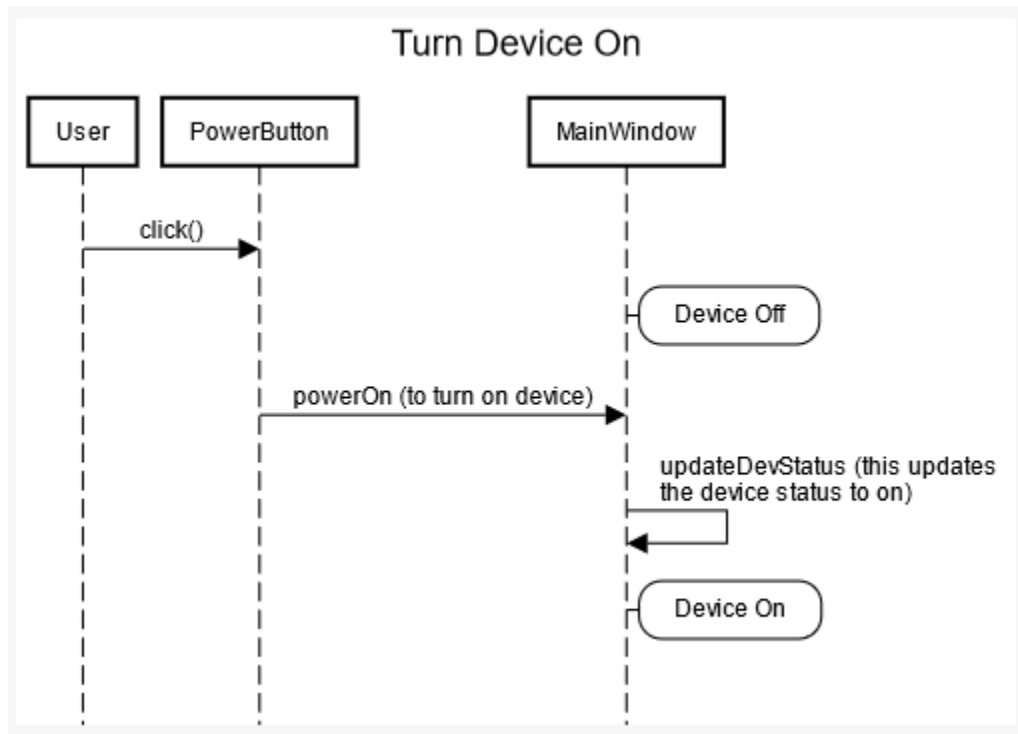 Turn Device On
User
PowerButton
MainWindow
click()
Device Off
powerOn (to turn on device)
updateDevStatus (this updates
the device status to on)
Device On